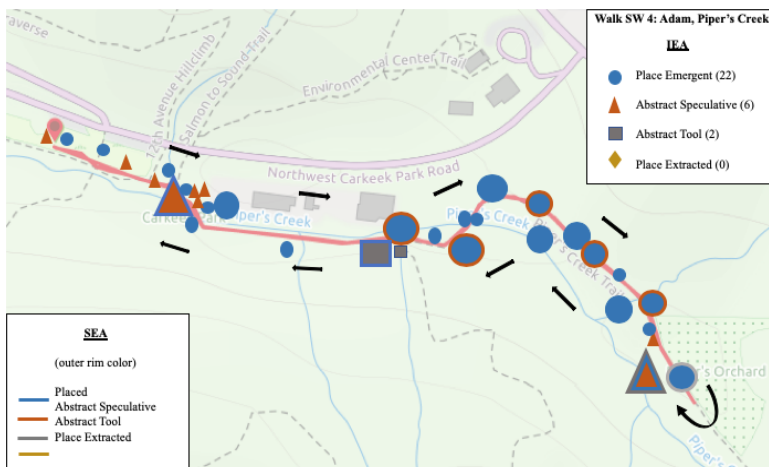 Walk SW 4: Adam, Piper's Creek
IEA
Place Emergent (22)
Abstract Speculative (6)
Abstract Tool (2)
Place Extracted (0)
Environmental Center Trail
12th Avenue Hillclimb
Salmon to Sound Trail
Northwest Carkeek Park Road
Piper's Creek
Piper's Creek Trail
SEA
(outer rim color)
Placed
Abstract Speculative
Abstract Tool
Place Extracted